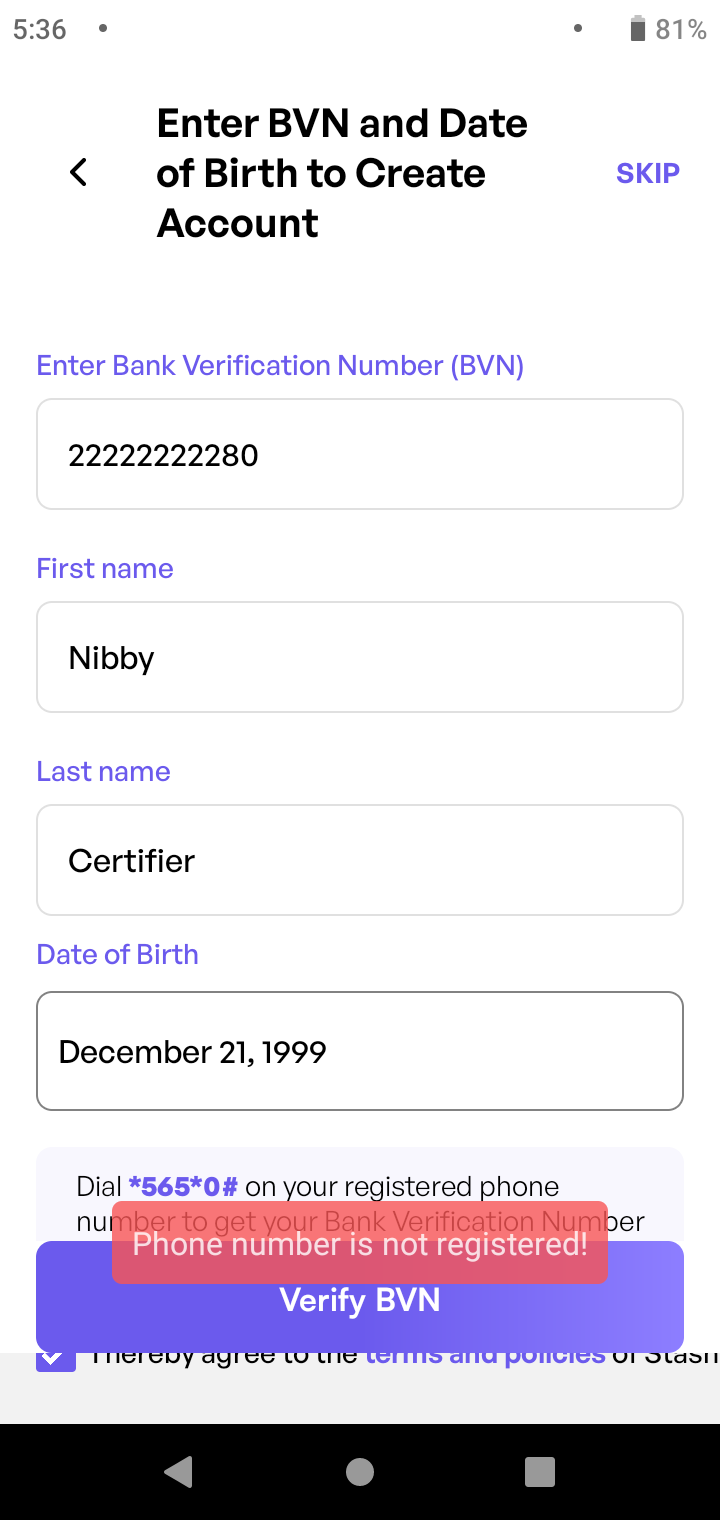 5:36
81%
Enter BVN and Date
of Birth to Create
Account
SKIP
Enter Bank Verification Number (BVN)
22222222280
First name
Nibby
Last name
Certifier
Date of Birth
December 21, 1999
Dial *565*0# on your registered phone
number to get your Bank Verification Number
Phone number is not registered!
Verify BVN
I hereby agree to the terms and policies of Stash